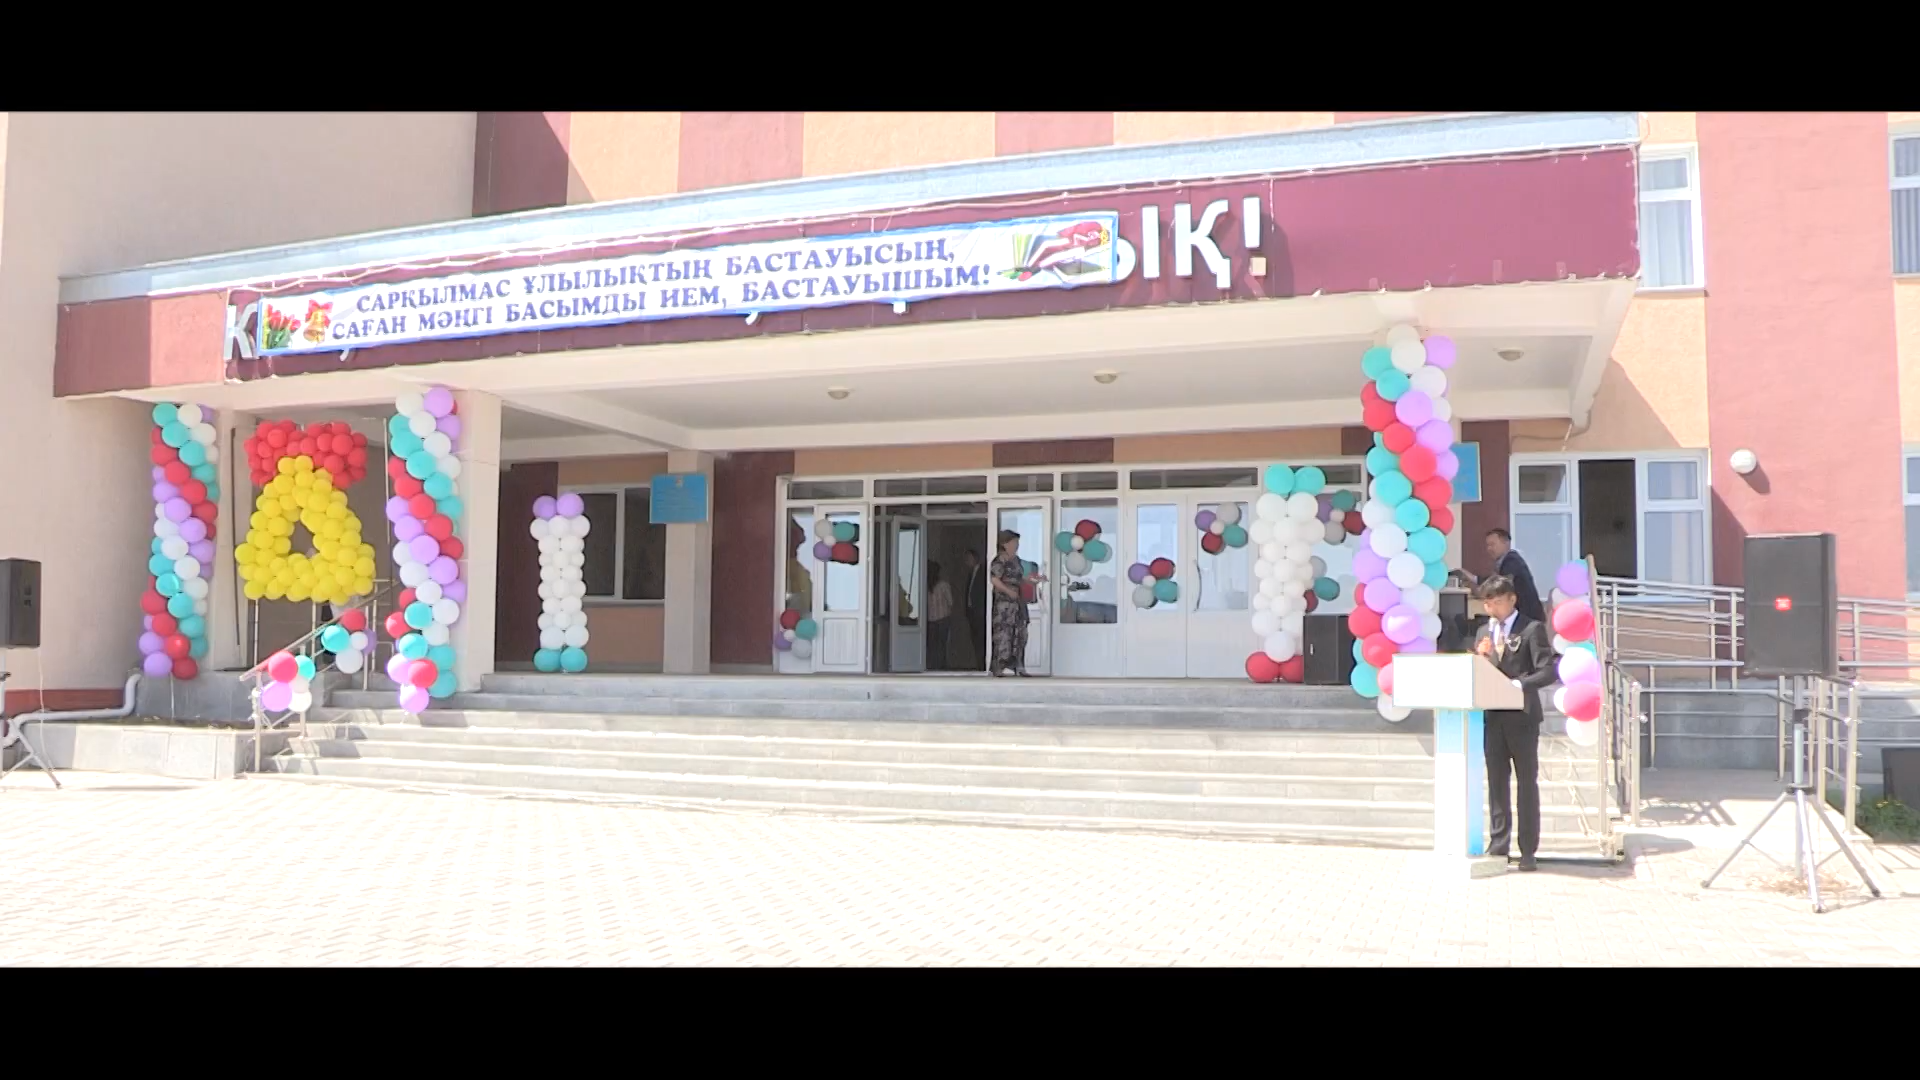 САРҚЫЛМАС ҰЛЫЛЫҚТЫҢ БАСТАУЫСЫҢ,
САҒАН МӘҢГІ БАСЫМДЫ ИЕМ, БАСТАУЫШЫМ!
ЫҚ!